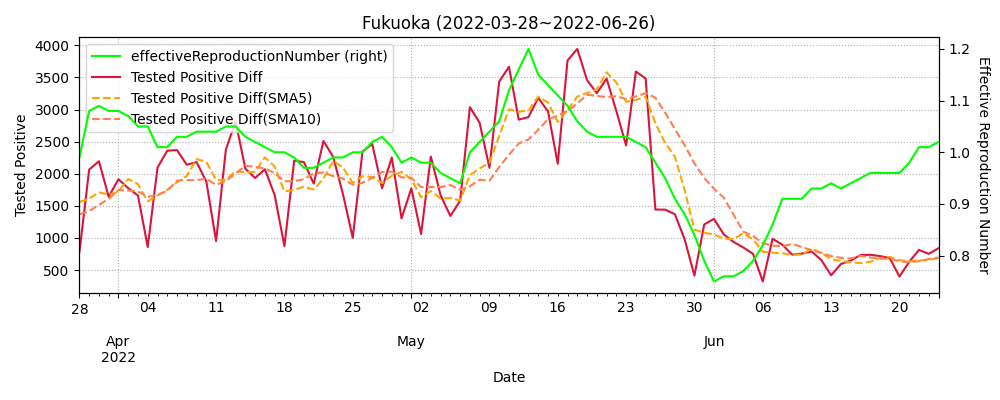 Fukuoka (2022-03-28~2022-06-26)
effectiveReproductionNumber (right)
Tested Positive Diff
Tested Positive Diff(SMA5)
Tested Positive Diff(SMA10)
Tested Positive
4000
3500
3000
2500
2000
1500
1000
500
1.2
1.1
1.0
0.9
0.8
Effective Reproduction Number
28 04 11 18 25 02 09 16 23 30 06 13 20
Apr May Jun
2022
Date